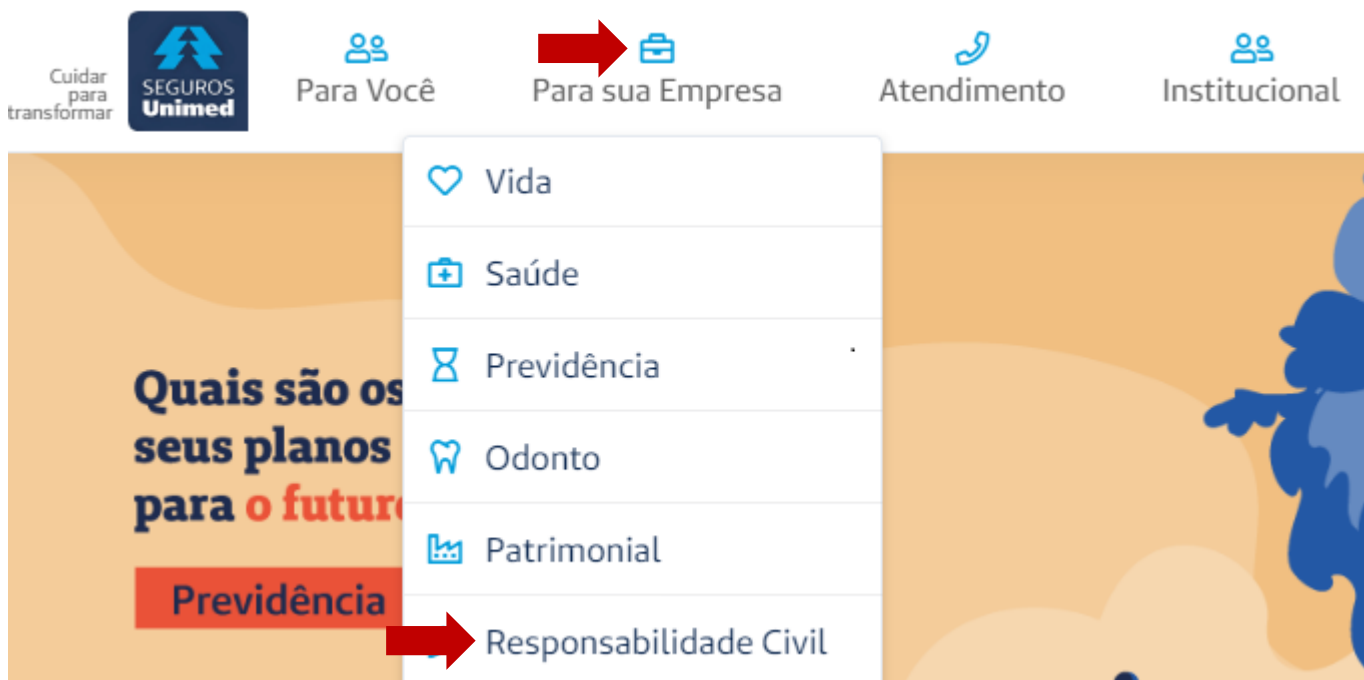 Cuidar
para
transformar
SEGUROS
Unimed
Para Você
Para sua Empresa
Atendimento
Institucional
Vida
Saúde
Previdência
Odonto
Patrimonial
Responsabilidade Civil
Quais são os
seus planos
para o futuro
Previdência